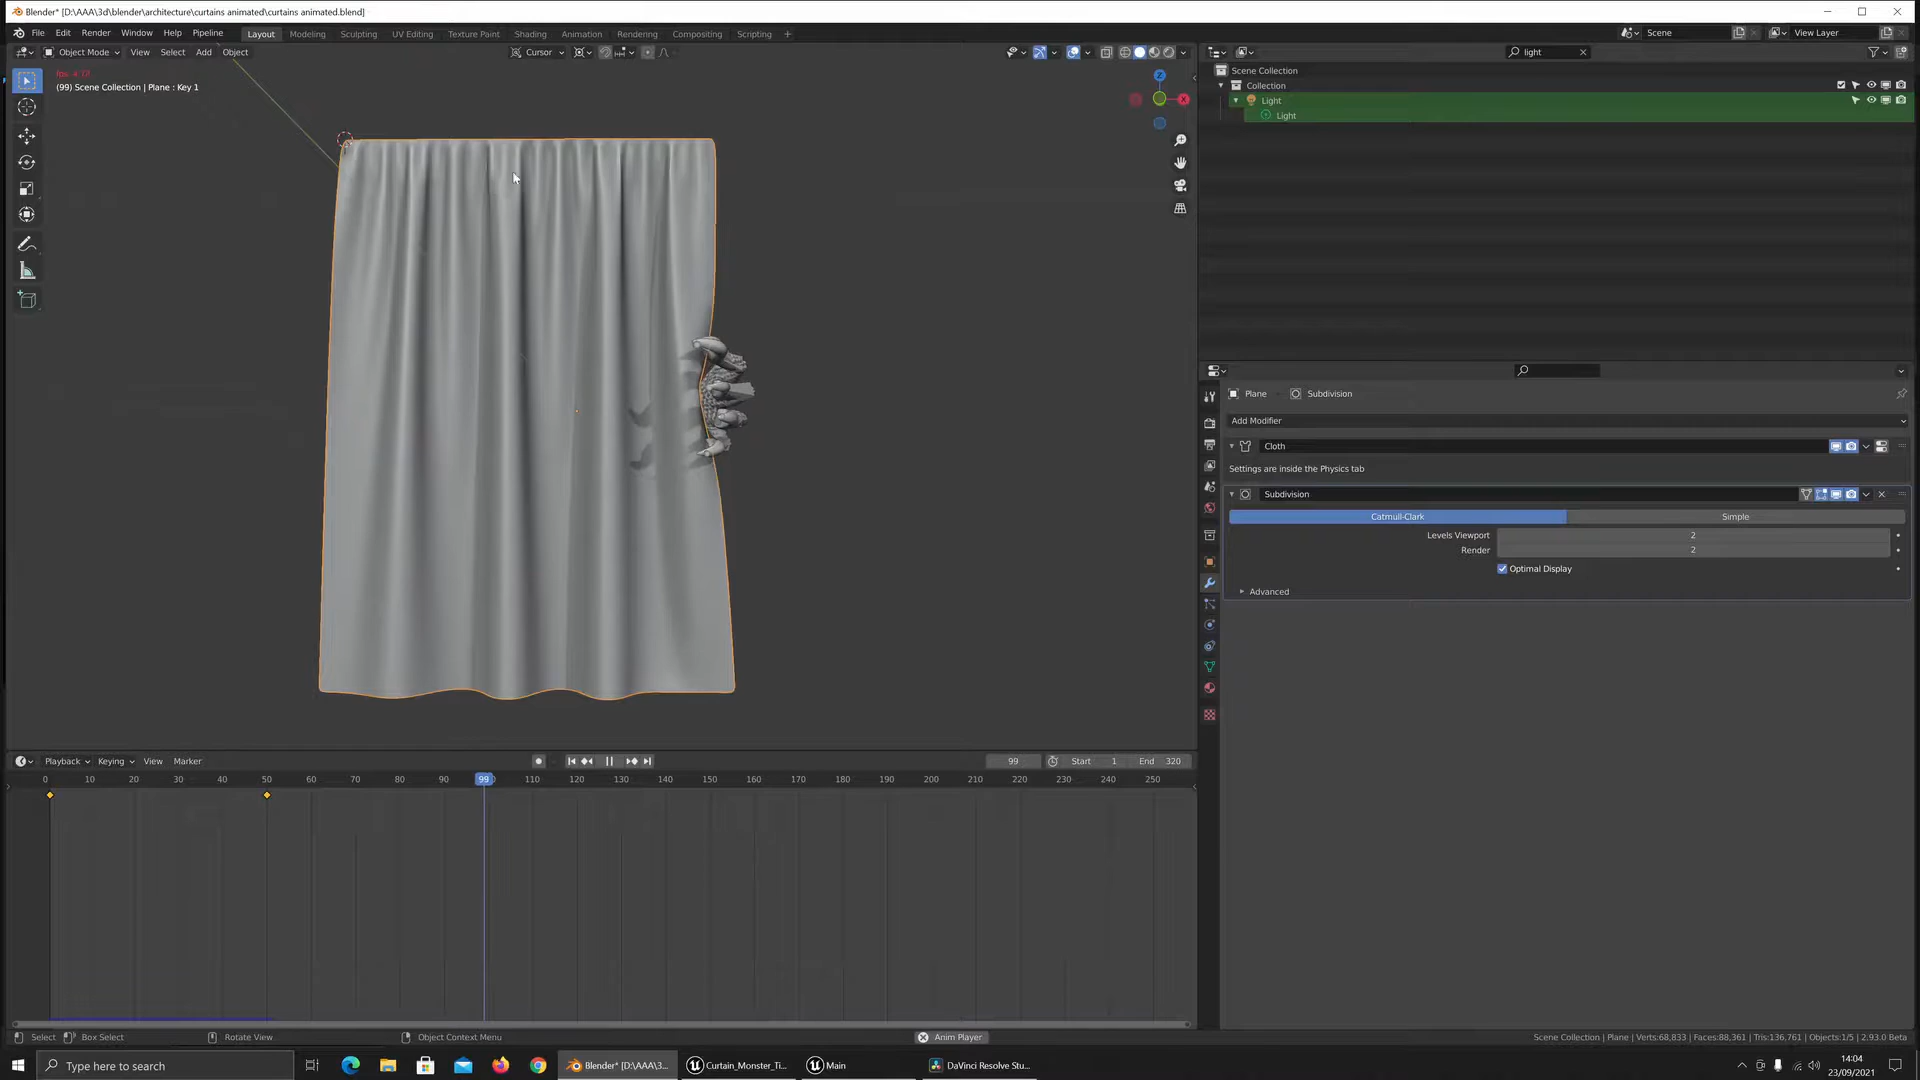 Blender* [D:\AAA\3d\blender\architecture\curtains animated\curtains animated.blend]
File Edit Render Window Help Pipeline Layout Modeling Sculpting UV Editing Texture Paint Shading Animation Rendering Compositing Scripting + Scene View Layer
Object Mode View Select Add Object Cursor light
(99) Scene Collection | Plane : Key 1
Scene Collection
Collection
Light
Light
Plane Subdivision
Add Modifier
Cloth
Settings are inside the Physics tab
Subdivision
Catmull-Clark Simple
Levels Viewport 2
Render 2
Optimal Display
Advanced
Playback Keying View Marker 99 Start 1 End 320
0 10 20 30 40 50 60 70 80 90 99 110 120 130 140 150 160 170 180 190 200 210 220 230 240 250
Select Box Select Rotate View Object Context Menu Anim Player Scene Collection | Plane | Verts:68,833 | Faces:88,361 | Tris:136,761 | Objects:1/5 | 2.93.0 Beta
Type here to search Blender* [D:\AAA\3... Curtain_Monster_Ti... Main DaVinci Resolve Stu...
14:04
23/09/2021